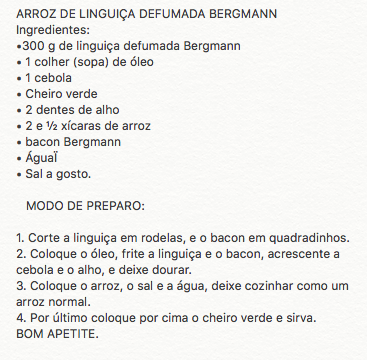 ARROZ DE LINGUIÇA DEFUMADA BERGMANN
Ingredientes:
•300 g de linguiça defumada Bergmann
• 1 colher (sopa) de óleo
• 1 cebola
• Cheiro verde
• 2 dentes de alho
• 2 e ½ xícaras de arroz
• bacon Bergmann
• ÁguaÏ
• Sal a gosto.
MODO DE PREPARO:
1. Corte a linguiça em rodelas, e o bacon em quadradinhos.
2. Coloque o óleo, frite a linguiça e o bacon, acrescente a
cebola e o alho, e deixe dourar.
3. Coloque o arroz, o sal e a água, deixe cozinhar como um
arroz normal.
4. Por último coloque por cima o cheiro verde e sirva.
BOM APETITE.